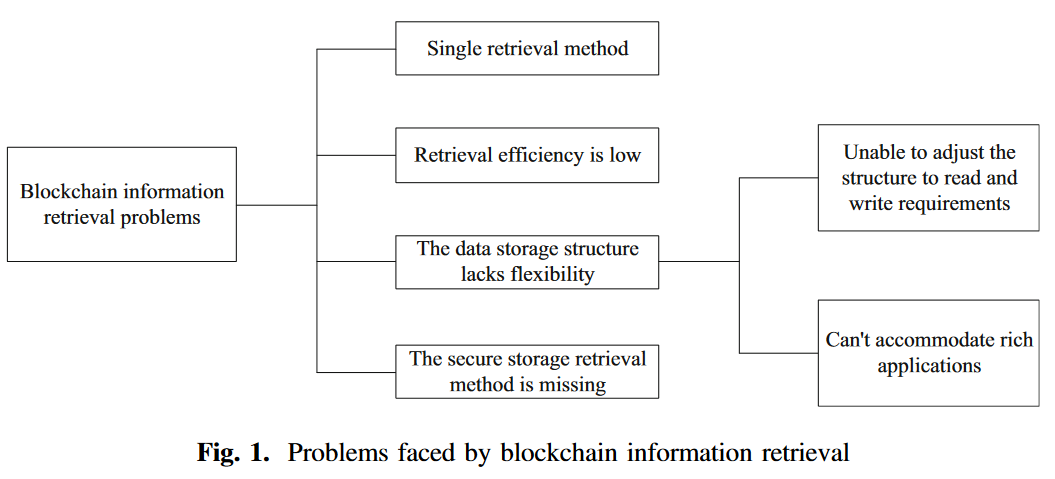 Single retrieval method
Retrieval efficiency is low
Blockchain information
retrieval problems
The data storage structure
lacks flexibility
The secure storage retrieval
method is missing
Unable to adjust the
structure to read and
write requirements
Can't accommodate rich
applications
Fig. 1. Problems faced by blockchain information retrieval